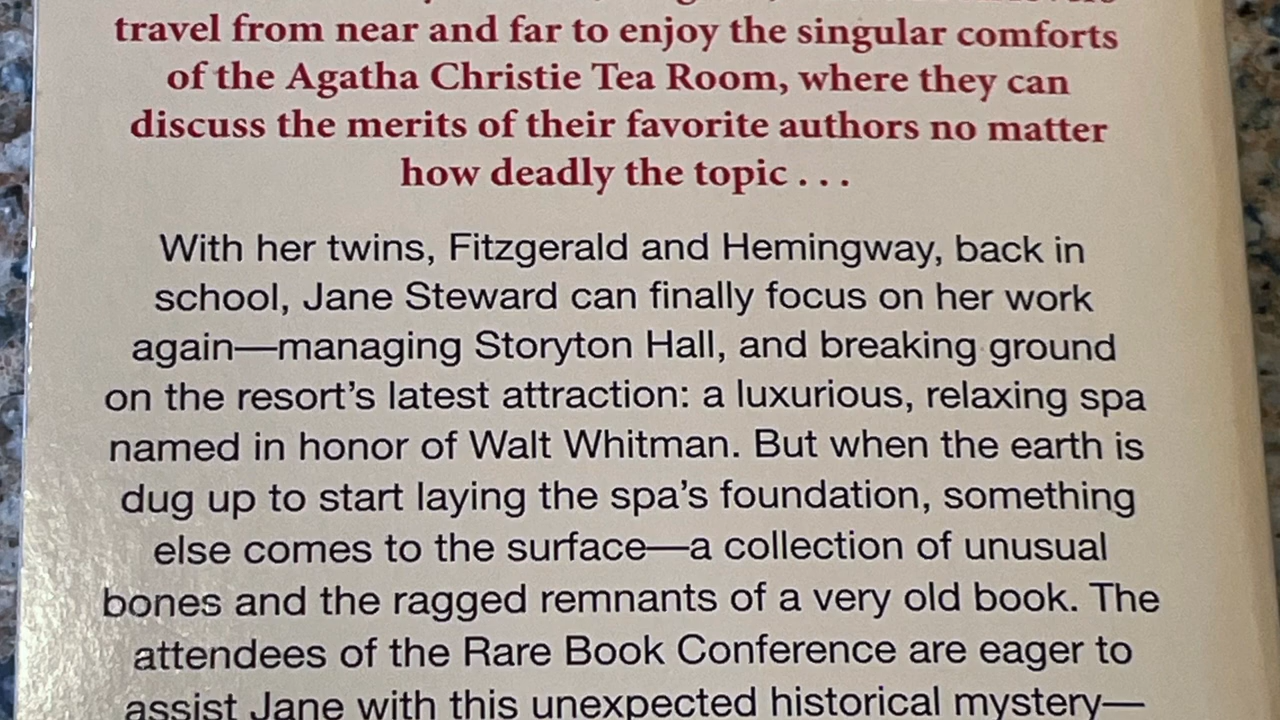 travel from near and far to enjoy the singular comforts
of the Agatha Christie Tea Room, where they can
discuss the merits of their favorite authors no matter
how deadly the topic . . .
With her twins, Fitzgerald and Hemingway, back in
school, Jane Steward can finally focus on her work
again—managing Storyton Hall, and breaking ground
on the resort’s latest attraction: a luxurious, relaxing spa
named in honor of Walt Whitman. But when the earth is
dug up to start laying the spa’s foundation, something
else comes to the surface—a collection of unusual
bones and the ragged remnants of a very old book. The
attendees of the Rare Book Conference are eager to
assist Jane with this unexpected historical mystery—